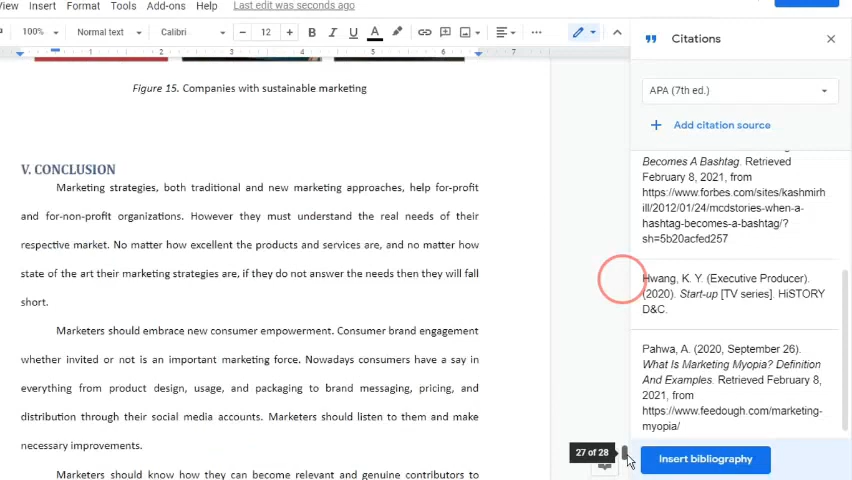 View Insert Format Tools Add-ons Help Last edit was seconds ago
100% Normal text Calibri 12 B I U A
1 2 3 4 5 6 7
Figure 15. Companies with sustainable marketing
V. CONCLUSION
Marketing strategies, both traditional and new marketing approaches, help for-profit
and for-non-profit organizations. However they must understand the real needs of their
respective market. No matter how excellent the products and services are, and no matter how
state of the art their marketing strategies are, if they do not answer the needs then they will fall
short.
Marketers should embrace new consumer empowerment. Consumer brand engagement
whether invited or not is an important marketing force. Nowadays consumers have a say in
everything from product design, usage, and packaging to brand messaging, pricing, and
distribution through their social media accounts. Marketers should listen to them and make
necessary improvements.
Marketers should know how they can become relevant and genuine contributors to
27 of 28
Citations
APA (7th ed.)
Add citation source
Becomes A Bashtag. Retrieved
February 8, 2021, from
https://www.forbes.com/sites/kashmirh
ill/2012/01/24/mcdstories-when-a-
hashtag-becomes-a-bashtag/?
sh=5b20acfed257
Hwang, K. Y. (Executive Producer).
(2020). Start-up [TV series]. HiSTORY
D&C.
Pahwa, A. (2020, September 26).
What Is Marketing Myopia? Definition
And Examples. Retrieved February 8,
2021, from
https://www.feedough.com/marketing-
myopia/
Insert bibliography